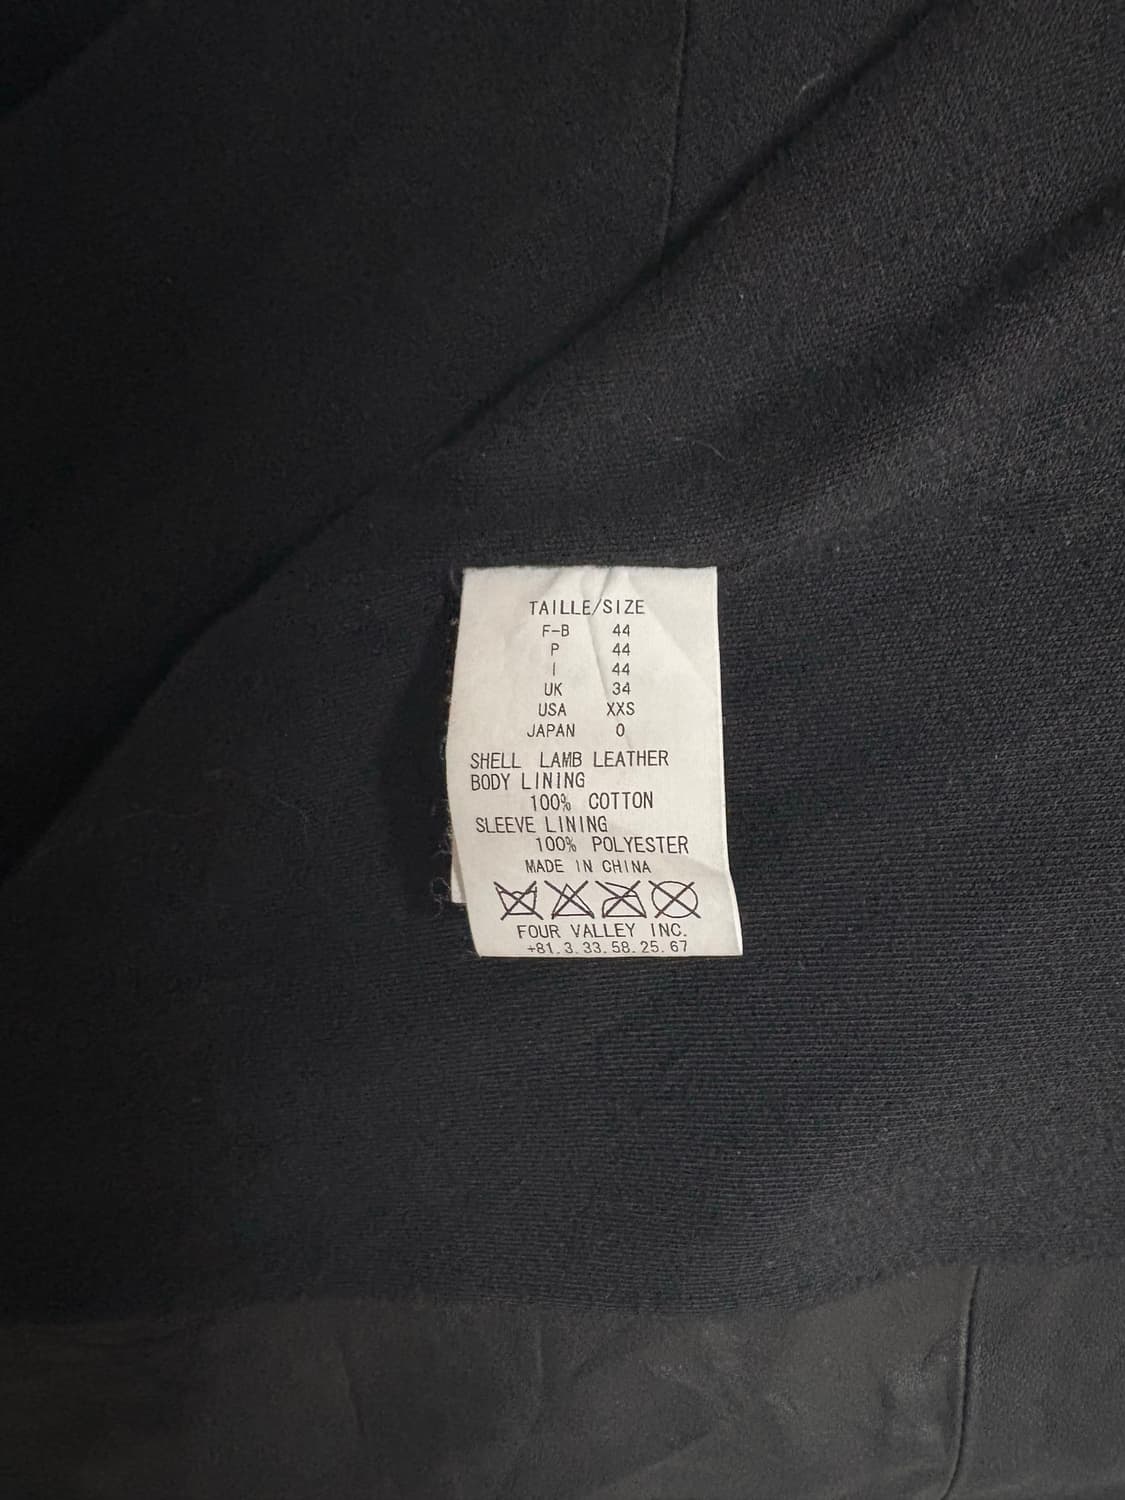 TAILLE/SIZE
F-B 44
P 44
I 44
UK 34
USA XXS
JAPAN 0
SHELL LAMB LEATHER
BODY LINING
100% COTTON
SLEEVE LINING
100% POLYESTER
MADE IN CHINA
FOUR VALLEY INC.
+81.3.33.58.25.67